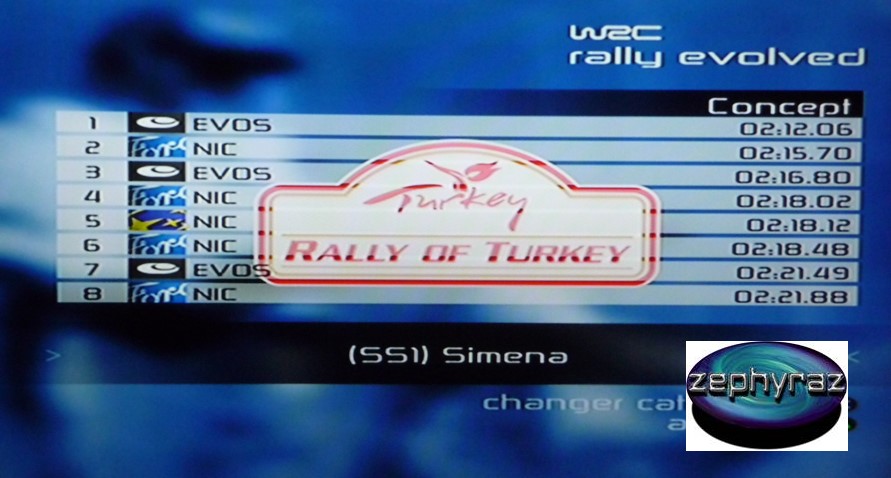 WRC
rally evolved
Concept
1 EVOS 02:12.06
2 NIC 02:15.70
3 EVOS 02:16.80
4 NIC 02:18.02
5 NIC 02:18.12
6 NIC 02:18.48
7 EVOS 02:21.49
8 NIC 02:21.88
Turkey
RALLY OF TURKEY
> (SS1) Simena <
zephyraz
changer